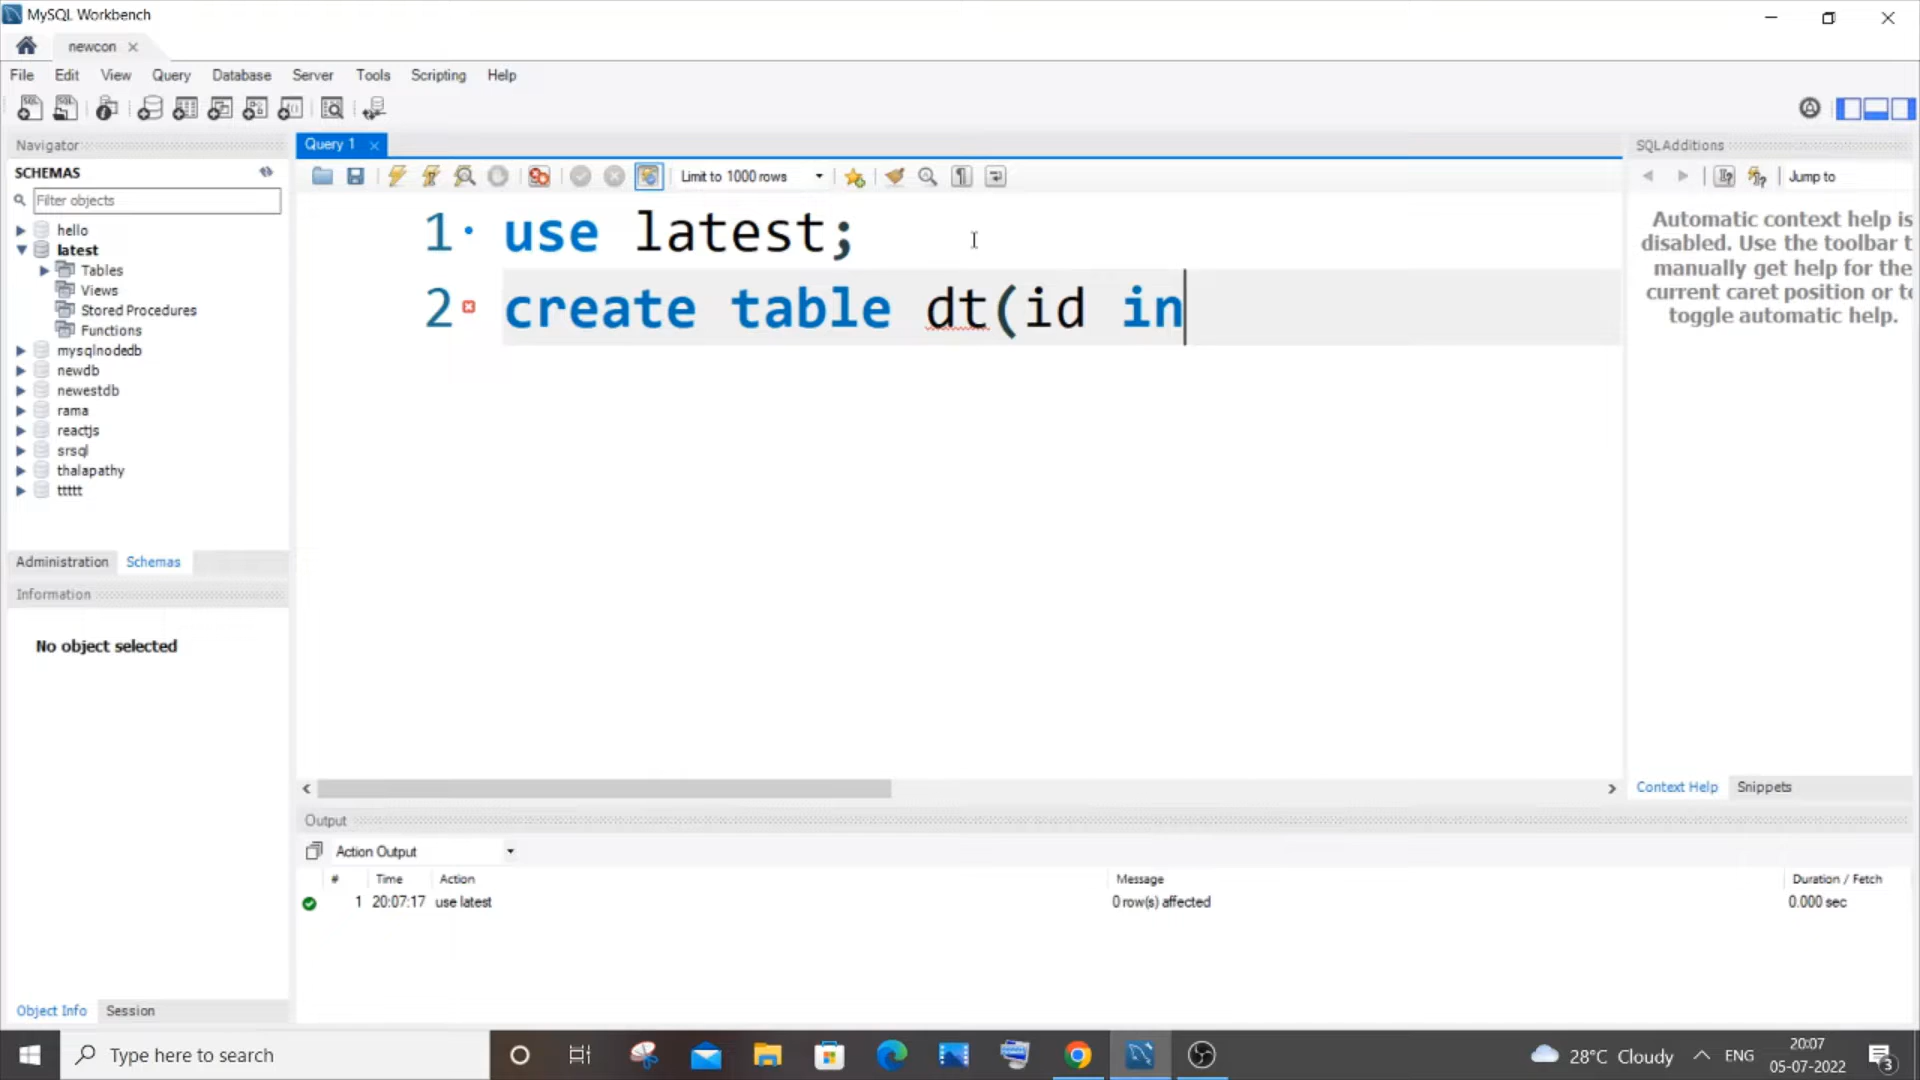 MySQL Workbench
newcon
File Edit View Query Database Server Tools Scripting Help
Navigator
SCHEMAS
Filter objects
hello
latest
Tables
Views
Stored Procedures
Functions
mysqlnodedb
newdb
newestdb
rama
reactjs
srsql
thalapathy
ttttt
Administration Schemas
Information
No object selected
Object Info Session
Query 1
Limit to 1000 rows
1 use latest;
2 create table dt(id in
SQLAdditions
Jump to
Automatic context help is
disabled. Use the toolbar t
manually get help for the
current caret position or to
toggle automatic help.
Context Help Snippets
Output
Action Output
# Time Action Message Duration / Fetch
1 20:07:17 use latest 0 row(s) affected 0.000 sec
Type here to search
28°C Cloudy
ENG
20:07
05-07-2022
3